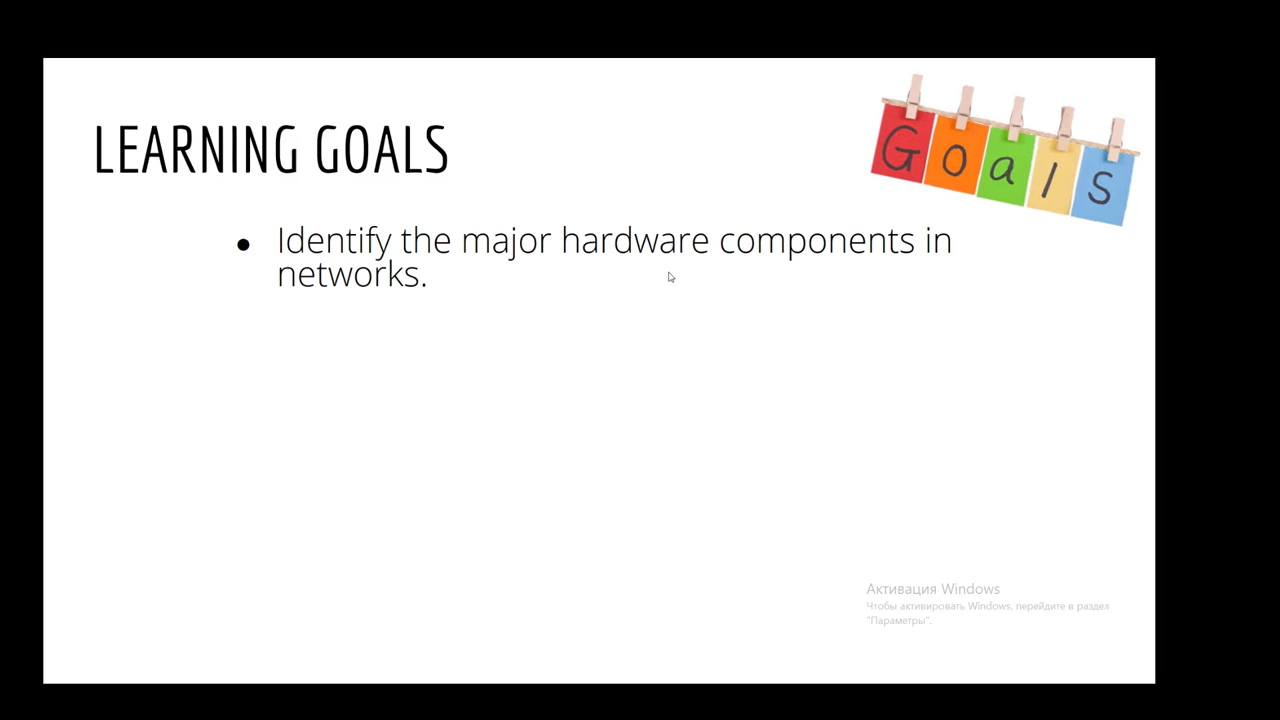 LEARNING GOALS
Goals
● Identify the major hardware components in
networks.
Активация Windows
Чтобы активировать Windows, перейдите в раздел
"Параметры".